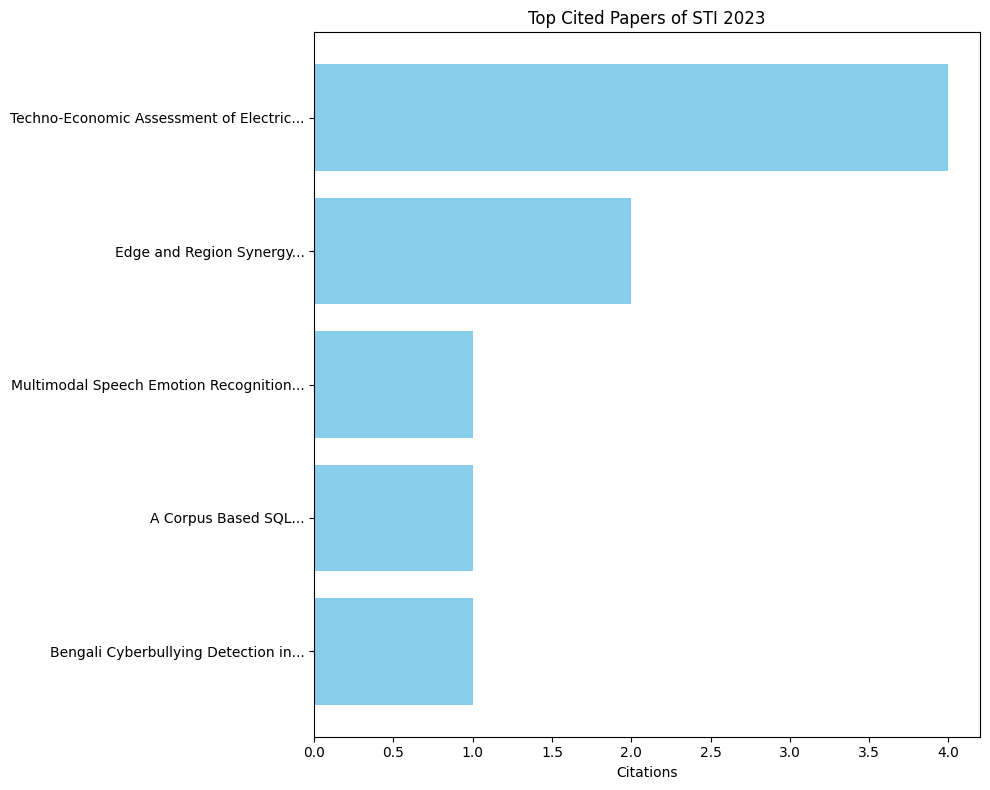 Top Cited Papers of STI 2023
Techno-Economic Assessment of Electric...
Edge and Region Synergy...
Multimodal Speech Emotion Recognition...
A Corpus Based SQL...
Bengali Cyberbullying Detection in...
0.0 0.5 1.0 1.5 2.0 2.5 3.0 3.5 4.0
Citations